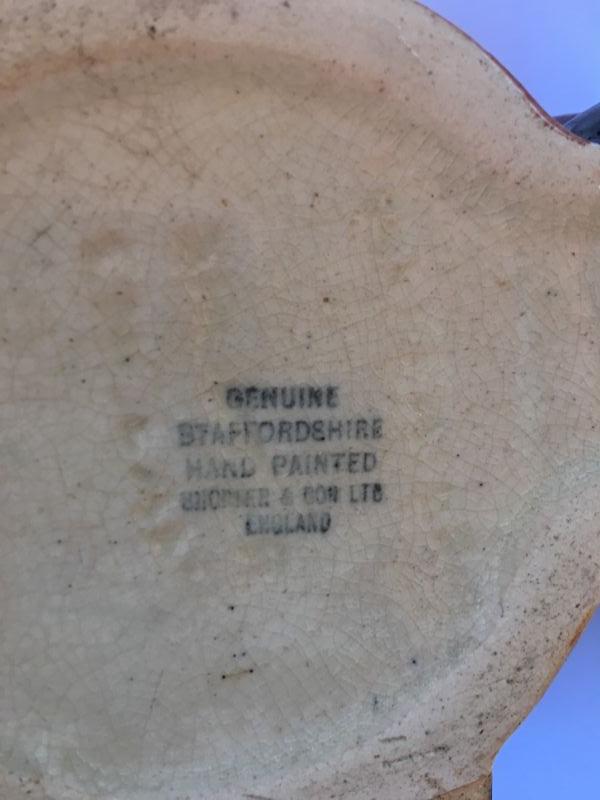 GENUINE
STAFFORDSHIRE
HAND PAINTED
SHORTER & SON LTD
ENGLAND